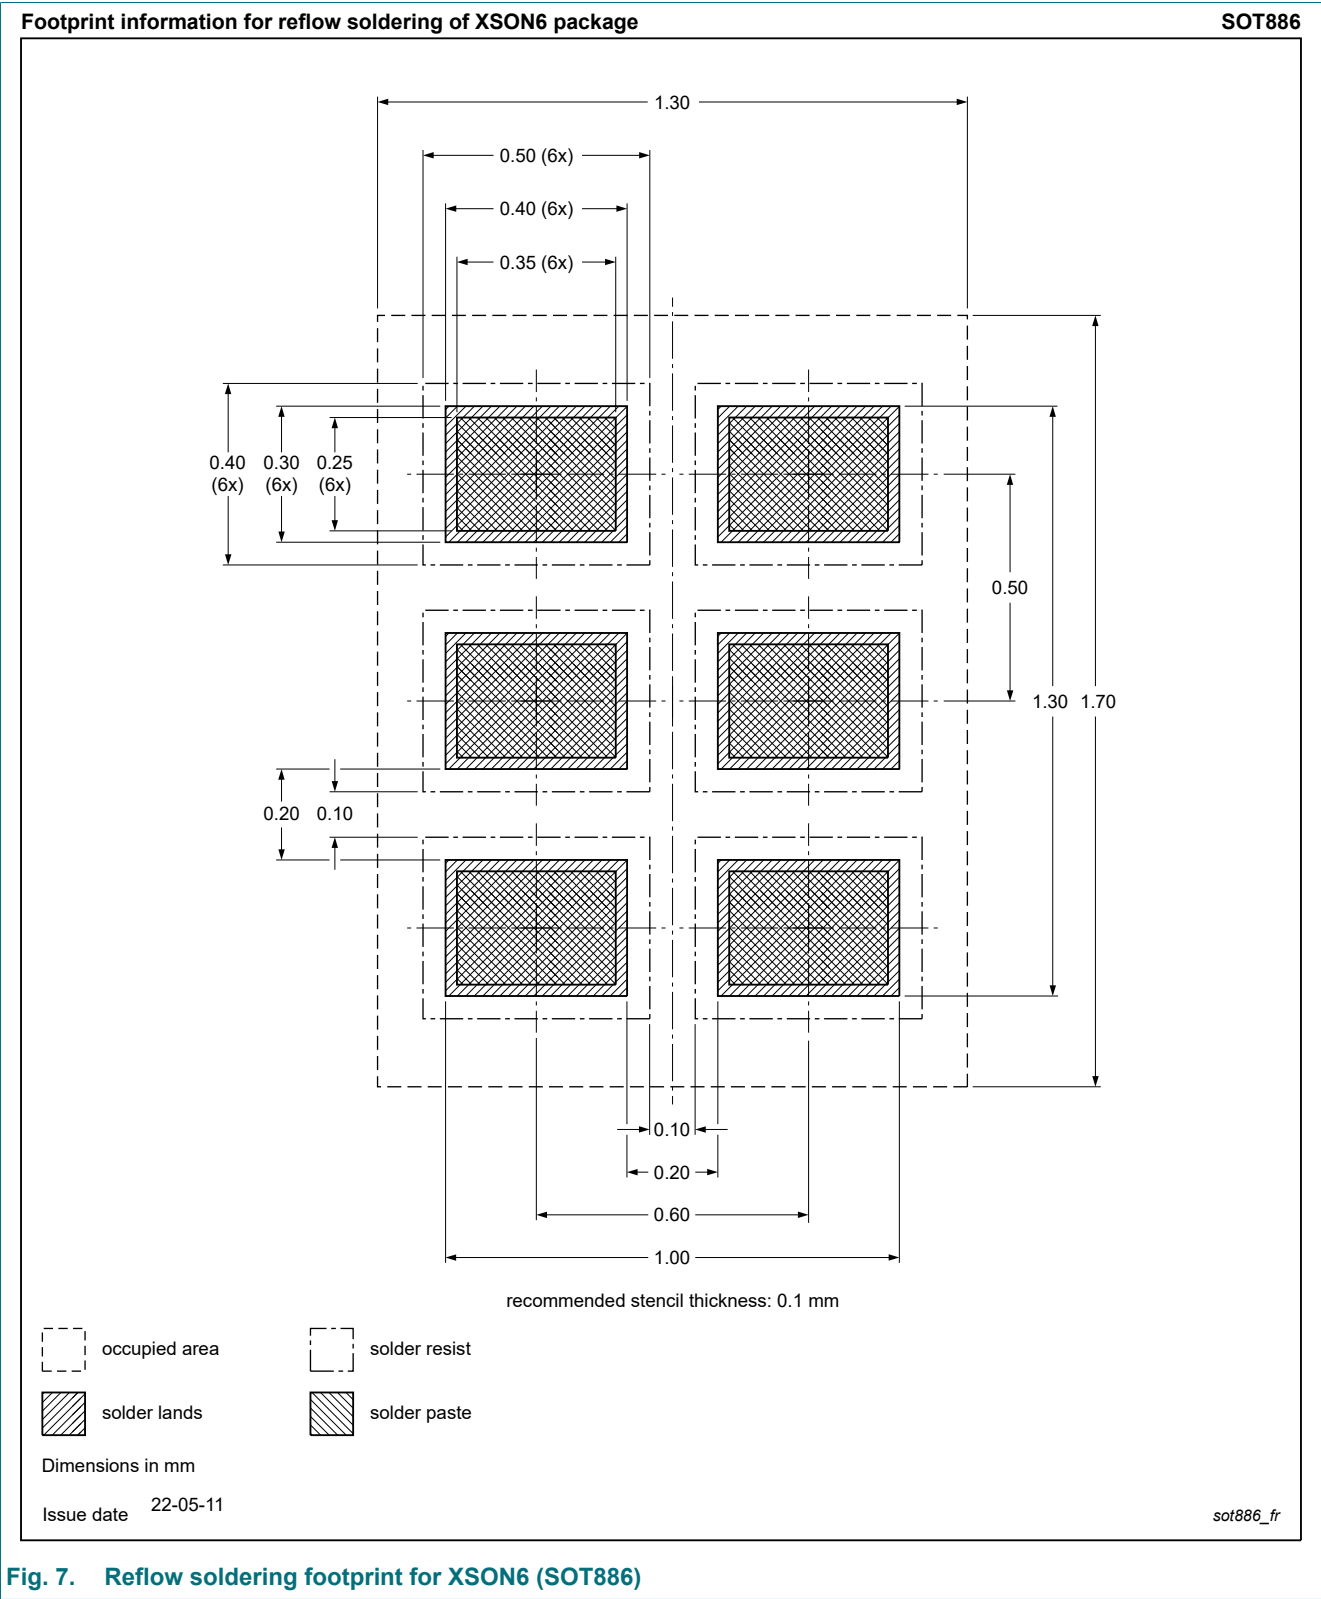 Footprint information for reflow soldering of XSON6 package
SOT886
1.30
0.50 (6x)
0.40 (6x)
0.35 (6x)
0.40
(6x)
0.30
(6x)
0.25
(6x)
0.50
1.30
1.70
0.20
0.10
0.10
0.20
0.60
1.00
recommended stencil thickness: 0.1 mm
occupied area
solder resist
solder lands
solder paste
Dimensions in mm
Issue date 22-05-11
sot886_fr
Fig. 7. Reflow soldering footprint for XSON6 (SOT886)